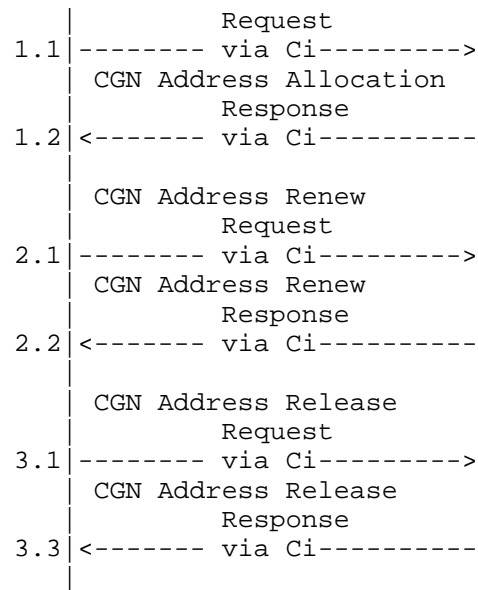 |         Request
1.1|-------- via Ci--------->
   | CGN Address Allocation
   |         Response
1.2|<------- via Ci----------
   |
   | CGN Address Renew
   |         Request
2.1|-------- via Ci--------->
   | CGN Address Renew
   |         Response
2.2|<------- via Ci----------
   |
   | CGN Address Release
   |         Request
3.1|-------- via Ci--------->
   | CGN Address Release
   |         Response
3.3|<------- via Ci----------
   |